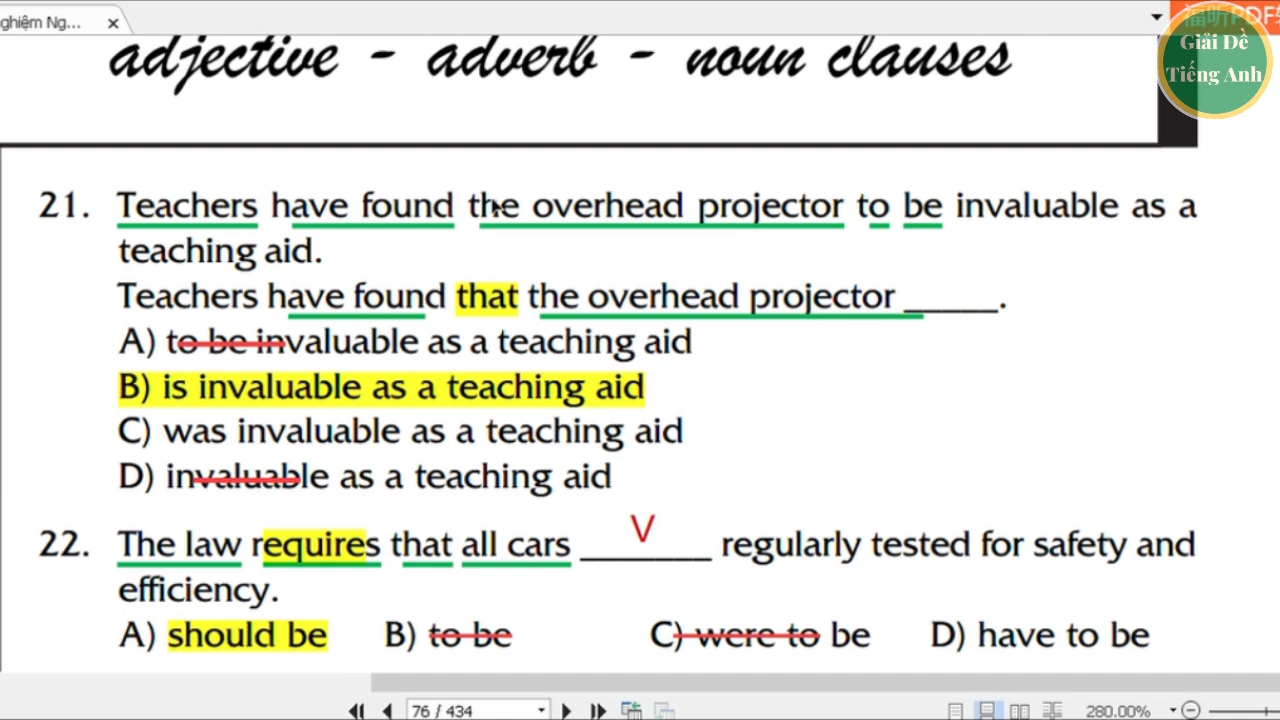 ghiệm Ng...
Giải Đề
Tiếng Anh
adjective - adverb - noun clauses
21. Teachers have found the overhead projector to be invaluable as a
teaching aid.
Teachers have found that the overhead projector _____.
A) to be invaluable as a teaching aid
B) is invaluable as a teaching aid
C) was invaluable as a teaching aid
D) invaluable as a teaching aid
V
22. The law requires that all cars _______ regularly tested for safety and
efficiency.
A) should be B) to be C) were to be D) have to be
76 / 434
280.00%